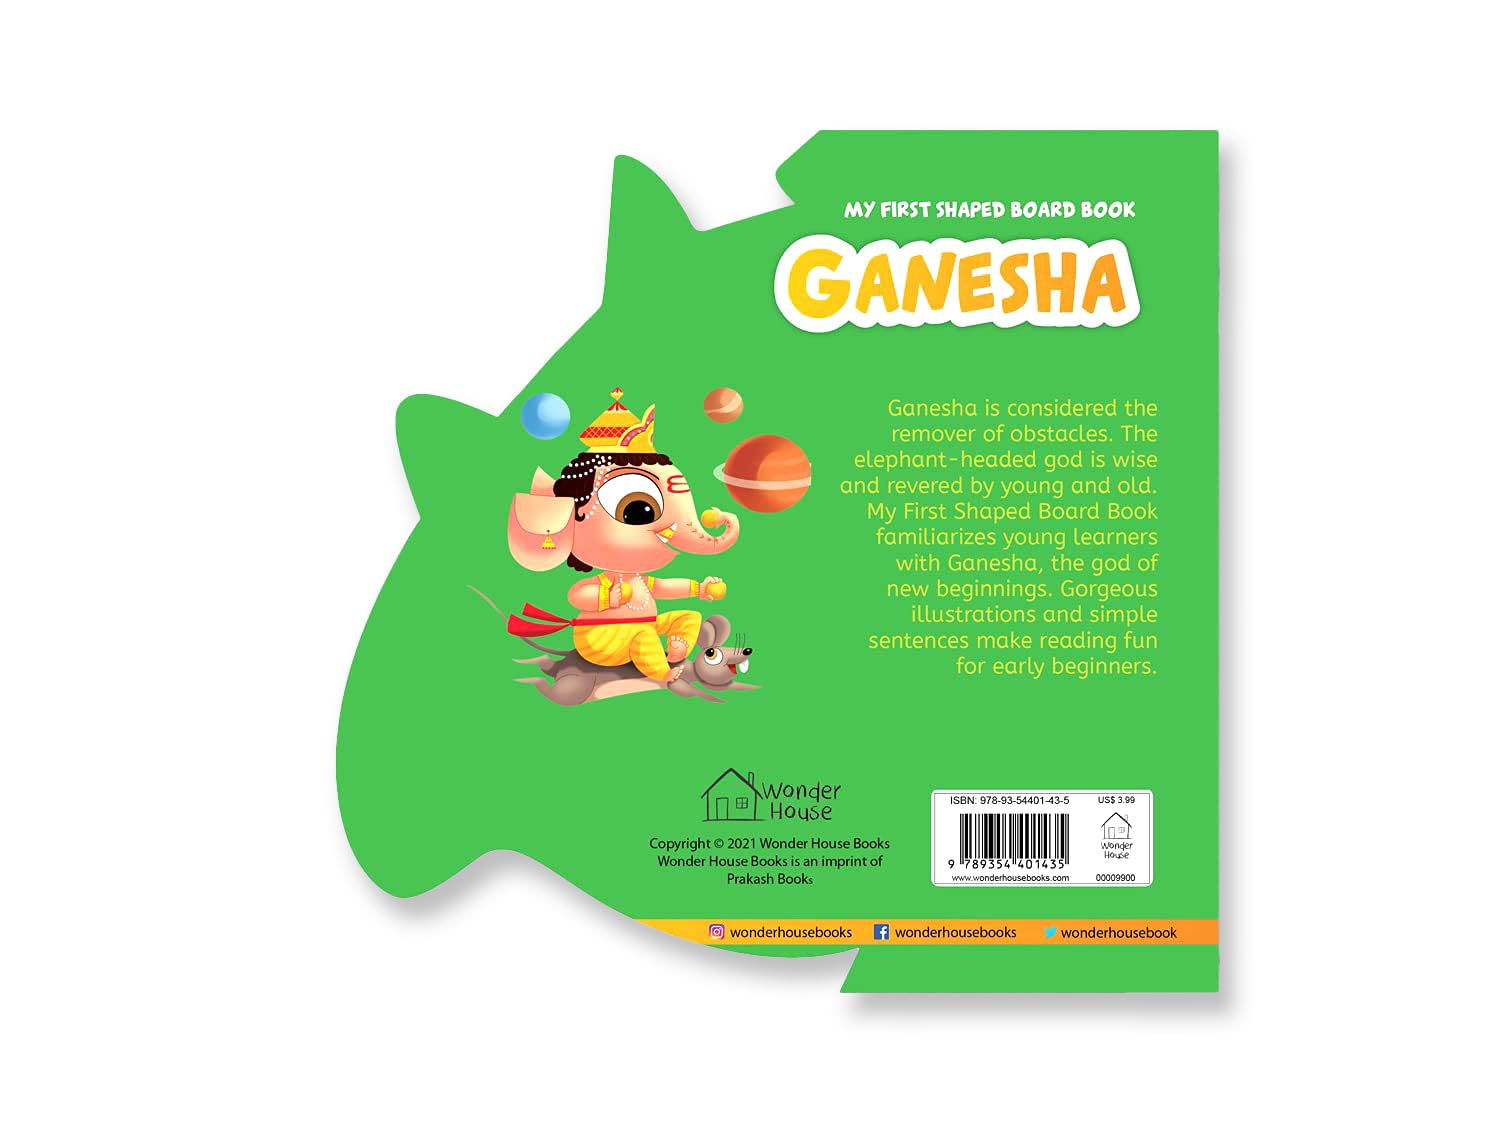 MY FIRST SHAPED BOARD BOOK
GANESHA
Ganesha is considered the
remover of obstacles. The
elephant-headed god is wise
and revered by young and old.
My First Shaped Board Book
familiarizes young learners
with Ganesha, the god of
new beginnings. Gorgeous
illustrations and simple
sentences make reading fun
for early beginners.
Wonder
House
Copyright © 2021 Wonder House Books
Wonder House Books is an imprint of
Prakash Books
ISBN: 978-93-54401-43-5
US$ 3.99
Wonder
House
9 789354 401435
www.wonderhousebooks.com
00009900
wonderhousebooks
wonderhousebooks
wonderhousebook